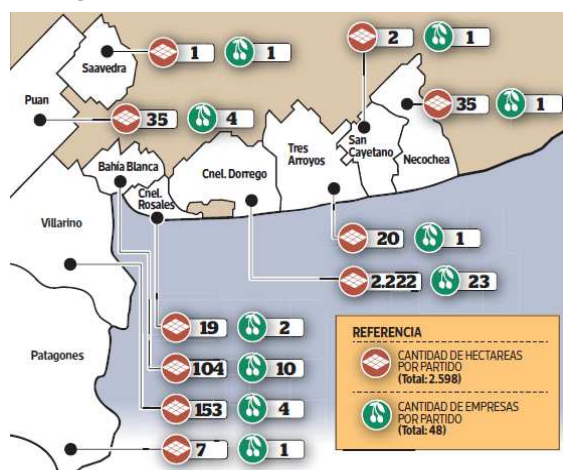 1 1
Saavedra
2 1
Puan
35 4
35 1
Bahía Blanca
Cnel.
Rosales
Cnel. Dorrego
Tres
Arroyos
San
Cayetano
Necochea
Villarino
20 1
2.222 23
Patagones
19 2
104 10
153 4
7 1
REFERENCIA
CANTIDAD DE HECTAREAS
POR PARTIDO
(Total: 2.598)
CANTIDAD DE EMPRESAS
POR PARTIDO
(Total: 48)